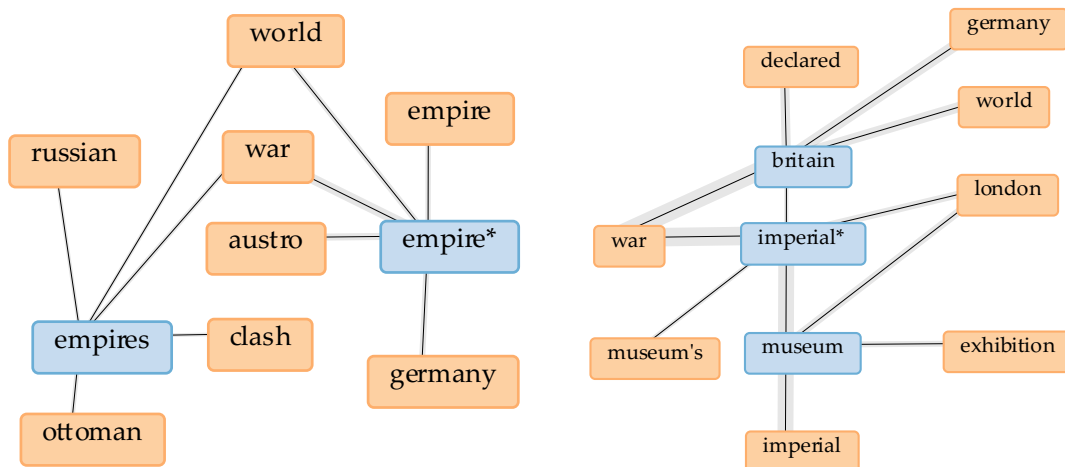 world
empire
russian
war
austro
empire*
empires
clash
germany
ottoman
germany
declared
world
britain
london
war
imperial*
museum's
museum
exhibition
imperial